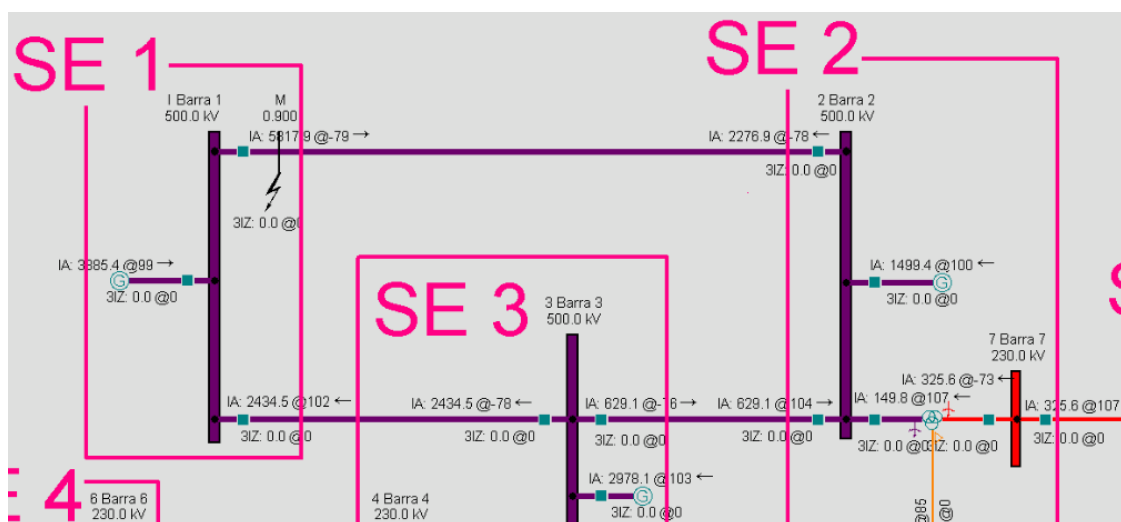 SE 1
SE 2
1 Barra 1
500.0 kV
M
0.900
2 Barra 2
500.0 kV
IA: 5817.9 @-79 →
IA: 2276.9 @-78 ←
3IZ: 0.0 @0
3IZ: 0.0 @0
IA: 3385.4 @99 →
3IZ: 0.0 @0
IA: 1499.4 @100 ←
3IZ: 0.0 @0
SE 3
3 Barra 3
500.0 kV
7 Barra 7
230.0 kV
IA: 325.6 @-73 ←
IA: 2434.5 @102 ←
IA: 2434.5 @-78 ←
IA: 629.1 @-76 →
IA: 629.1 @104 →
IA: 149.8 @107 ←
IA: 325.6 @107
3IZ: 0.0 @0
3IZ: 0.0 @0
3IZ: 0.0 @0
3IZ: 0.0 @0
3IZ: 0.0 @0
3IZ: 0.0 @0
3IZ: 0.0 @0
IA: 2978.1 @103 ←
3IZ: 0.0 @0
E 4
6 Barra 6
230.0 kV
4 Barra 4
230.0 kV
@85
@0